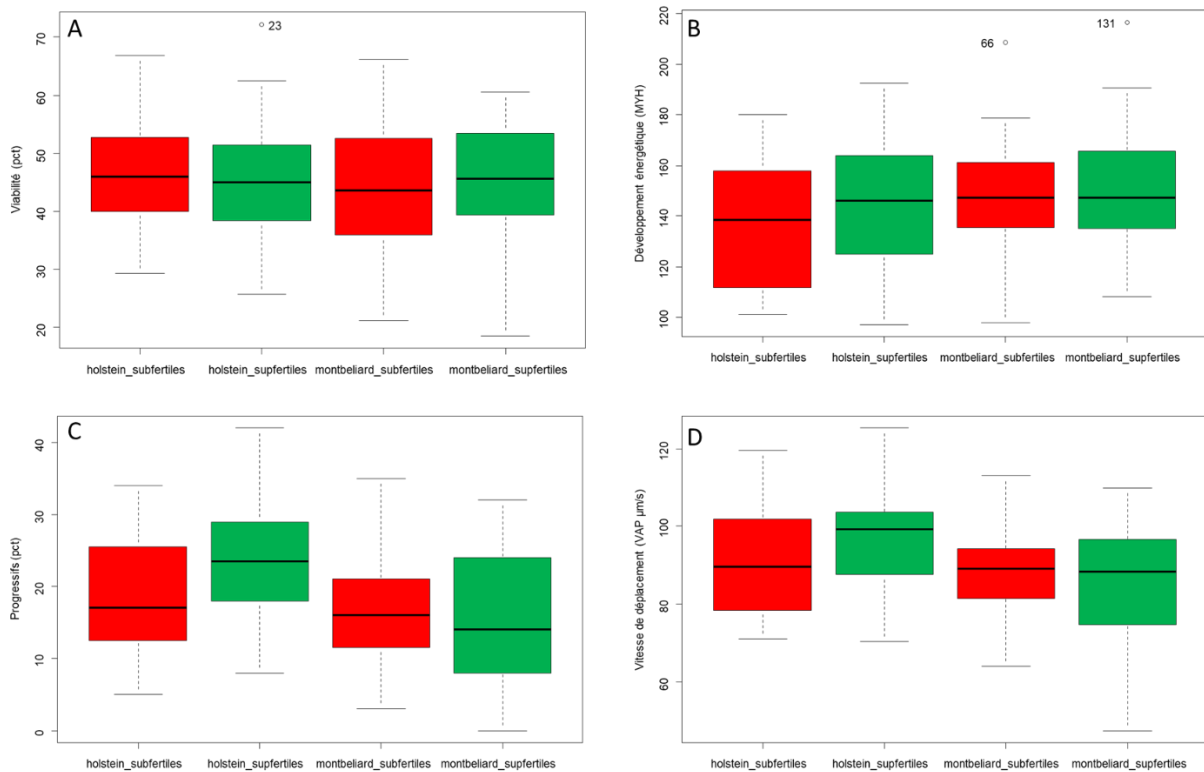 A
Viabilité (pct)
70
60
50
40
30
20
23
holstein_subfertiles
holstein_supfertiles
montbeliard_subfertiles
montbeliard_supfertiles
B
Développement énergétique (MYH)
220
200
180
160
140
120
100
66
131
holstein_subfertiles
holstein_supfertiles
montbeliard_subfertiles
montbeliard_supfertiles
C
Progressifs (pct)
40
30
20
10
0
holstein_subfertiles
holstein_supfertiles
montbeliard_subfertiles
montbeliard_supfertiles
D
Vitesse de déplacement (VAP µm/s)
120
100
80
60
holstein_subfertiles
holstein_supfertiles
montbeliard_subfertiles
montbeliard_supfertiles